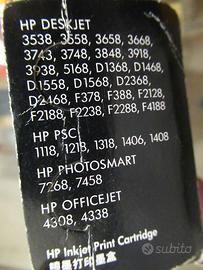 HP DESKJET
3538, 3558, 3658, 3668,
3743, 3748, 3848, 3918,
3938, 5168, D1368, D1468,
D1558, D1568, D2368,
D2468, F378, F388, F2128,
F2188, F2238, F2288, F4188
HP PSC
1118, 1218, 1318, 1406, 1408
HP PHOTOSMART
7268, 7458
HP OFFICEJET
4308, 4338
HP Inkjet Print Cartridge
subito